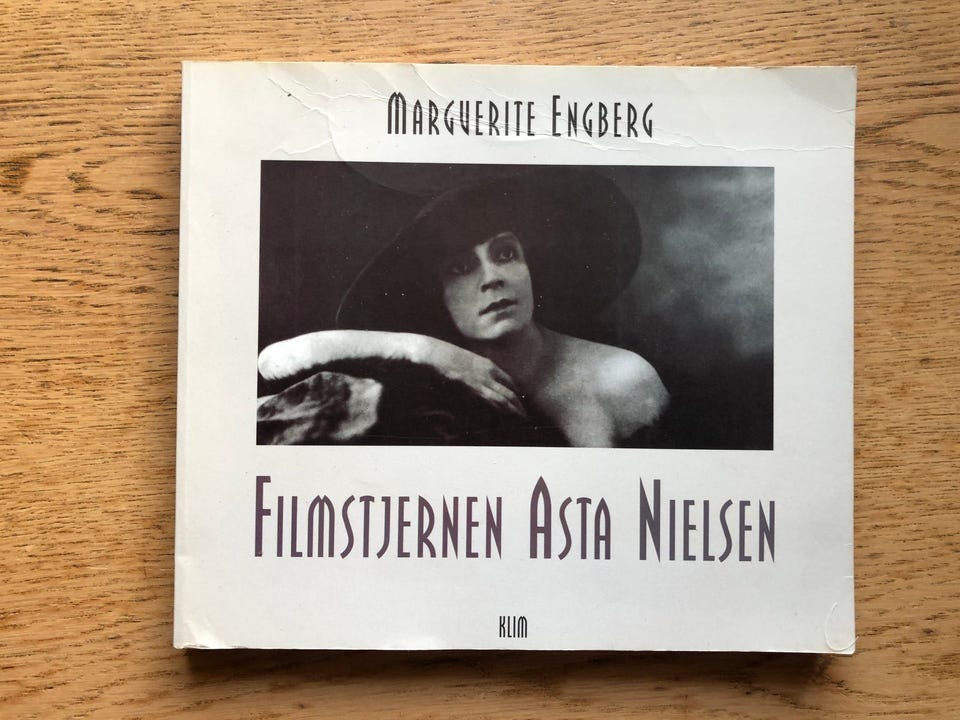 MARGUERITE ENGBERG
FILMSTJERNEN ASTA NIELSEN
KLIM